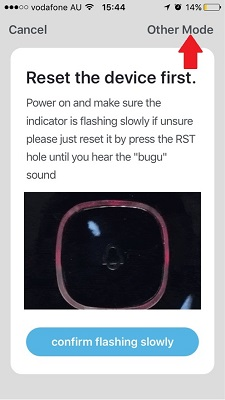 vodafone AU 15:44 14%
Cancel Other Mode
Reset the device first.
Power on and make sure the
indicator is flashing slowly if unsure
please just reset it by press the RST
hole until you hear the "bugu"
sound
confirm flashing slowly